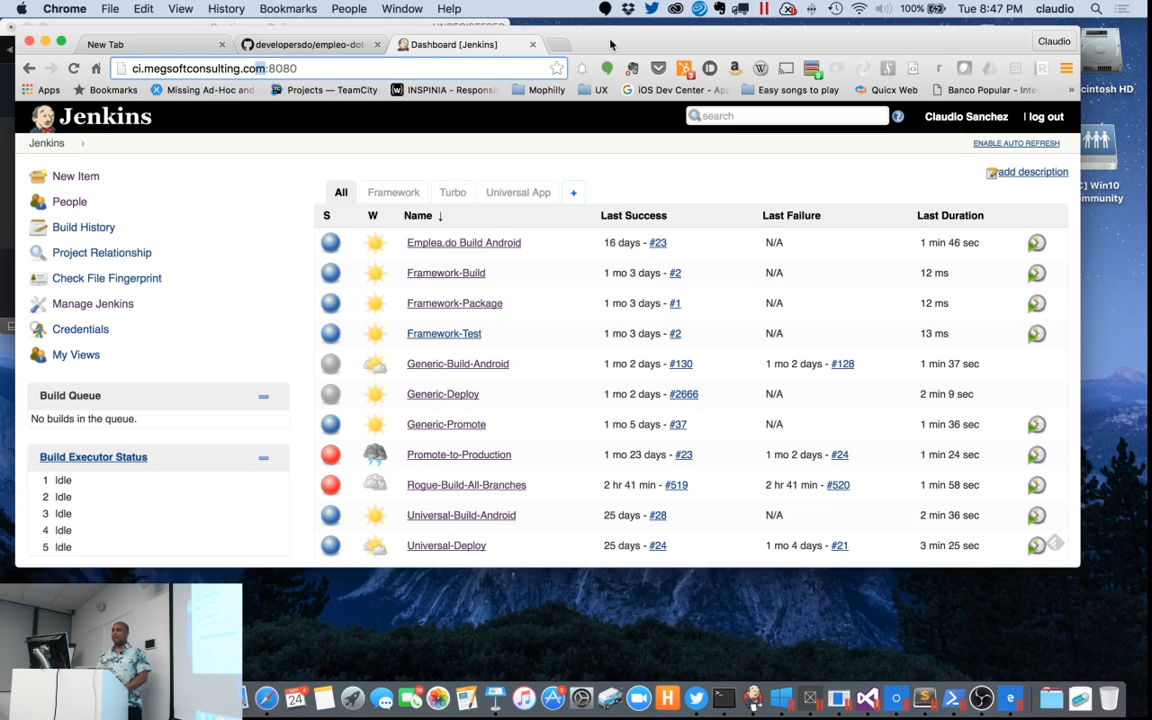 Chrome File Edit View History Bookmarks People Window Help 100% Tue 8:47 PM claudio
New Tab developersdo/empleo-dot- Dashboard [Jenkins] Claudio
ci.megsoftconsulting.com:8080
Apps Bookmarks Missing Ad-Hoc and Projects — TeamCity INSPINIA - Responsi Mophilly UX iOS Dev Center - Ap Easy songs to play Quicx Web Banco Popular - Inte »
Jenkins search Claudio Sanchez | log out
Jenkins ENABLE AUTO REFRESH
add description
New Item
People
Build History
Project Relationship
Check File Fingerprint
Manage Jenkins
Credentials
My Views
Build Queue
No builds in the queue.
Build Executor Status
1 Idle
2 Idle
3 Idle
4 Idle
5 Idle
All Framework Turbo Universal App +
S W Name ↓ Last Success Last Failure Last Duration
Emplea.do Build Android 16 days - #23 N/A 1 min 46 sec
Framework-Build 1 mo 3 days - #2 N/A 12 ms
Framework-Package 1 mo 3 days - #1 N/A 12 ms
Framework-Test 1 mo 3 days - #2 N/A 13 ms
Generic-Build-Android 1 mo 2 days - #130 1 mo 2 days - #128 1 min 37 sec
Generic-Deploy 1 mo 2 days - #2666 N/A 2 min 9 sec
Generic-Promote 1 mo 5 days - #37 N/A 1 min 36 sec
Promote-to-Production 1 mo 23 days - #23 1 mo 2 days - #24 1 min 24 sec
Rogue-Build-All-Branches 2 hr 41 min - #519 2 hr 41 min - #520 1 min 58 sec
Universal-Build-Android 25 days - #28 N/A 2 min 36 sec
Universal-Deploy 25 days - #24 1 mo 4 days - #21 3 min 25 sec
cintosh HD
C] Win10
mmunity
24